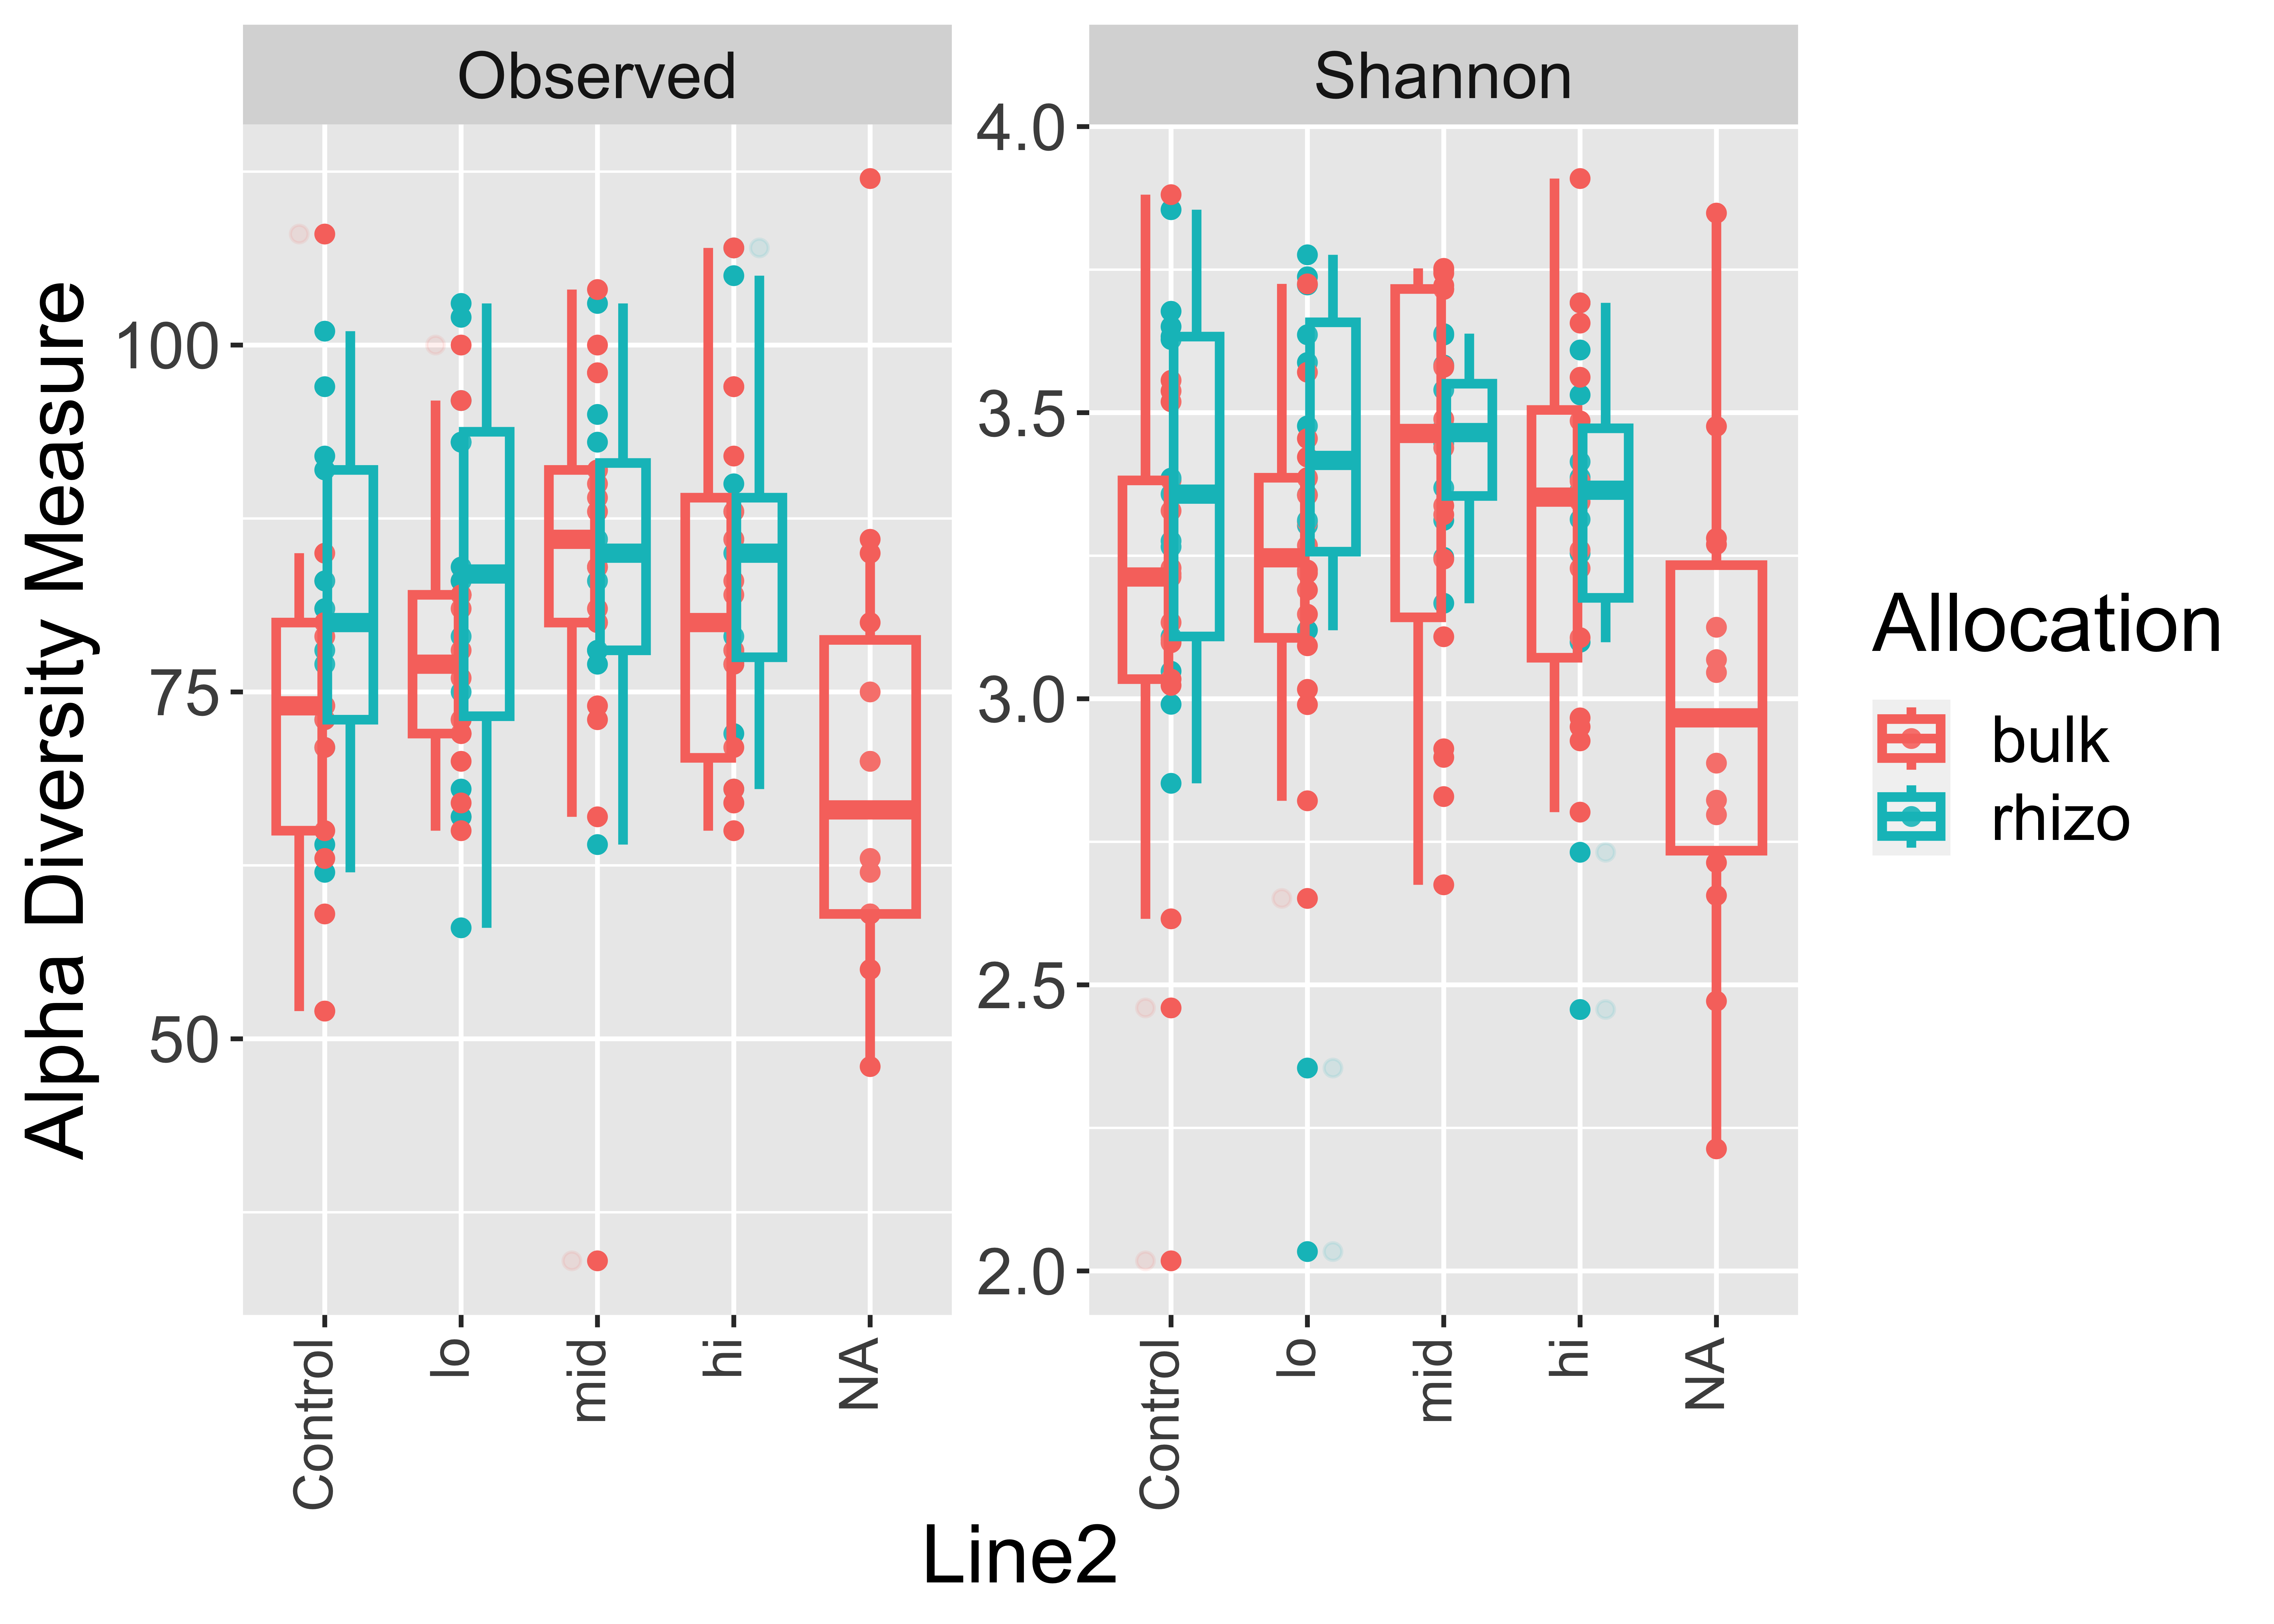 Observed
Shannon
Alpha Diversity Measure
100
75
50
4.0
3.5
3.0
2.5
2.0
Control
lo
mid
hi
NA
Control
lo
mid
hi
NA
Line2
Allocation
bulk
rhizo